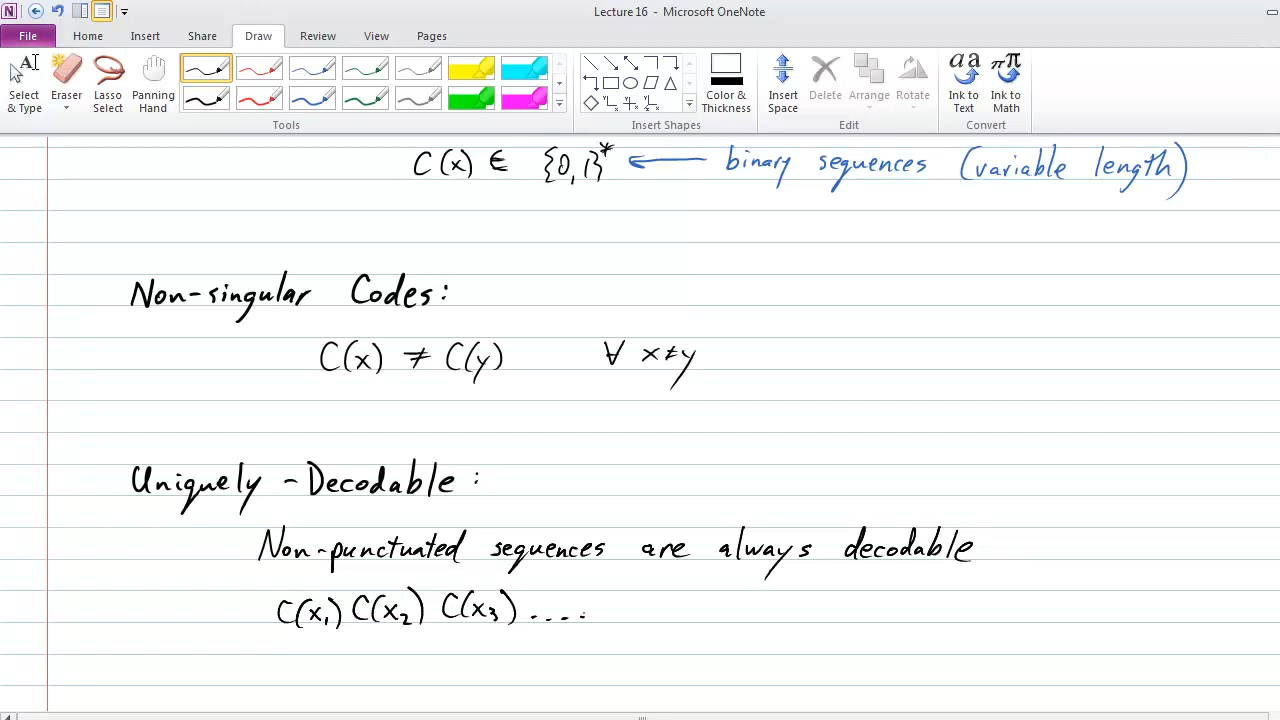 Lecture 16 - Microsoft OneNote
File Home Insert Share Draw Review View Pages
Select & Type Eraser Lasso Select Panning Hand Color & Thickness Insert Space Delete Arrange Rotate Ink to Text Ink to Math
Tools Insert Shapes Edit Convert
C(x) ∈ {0,1}* ← binary sequences (variable length)
Non-singular Codes:
C(x) ≠ C(y) ∀ x≠y
Uniquely-Decodable:
Non-punctuated sequences are always decodable
C(x₁) C(x₂) C(x₃) ....